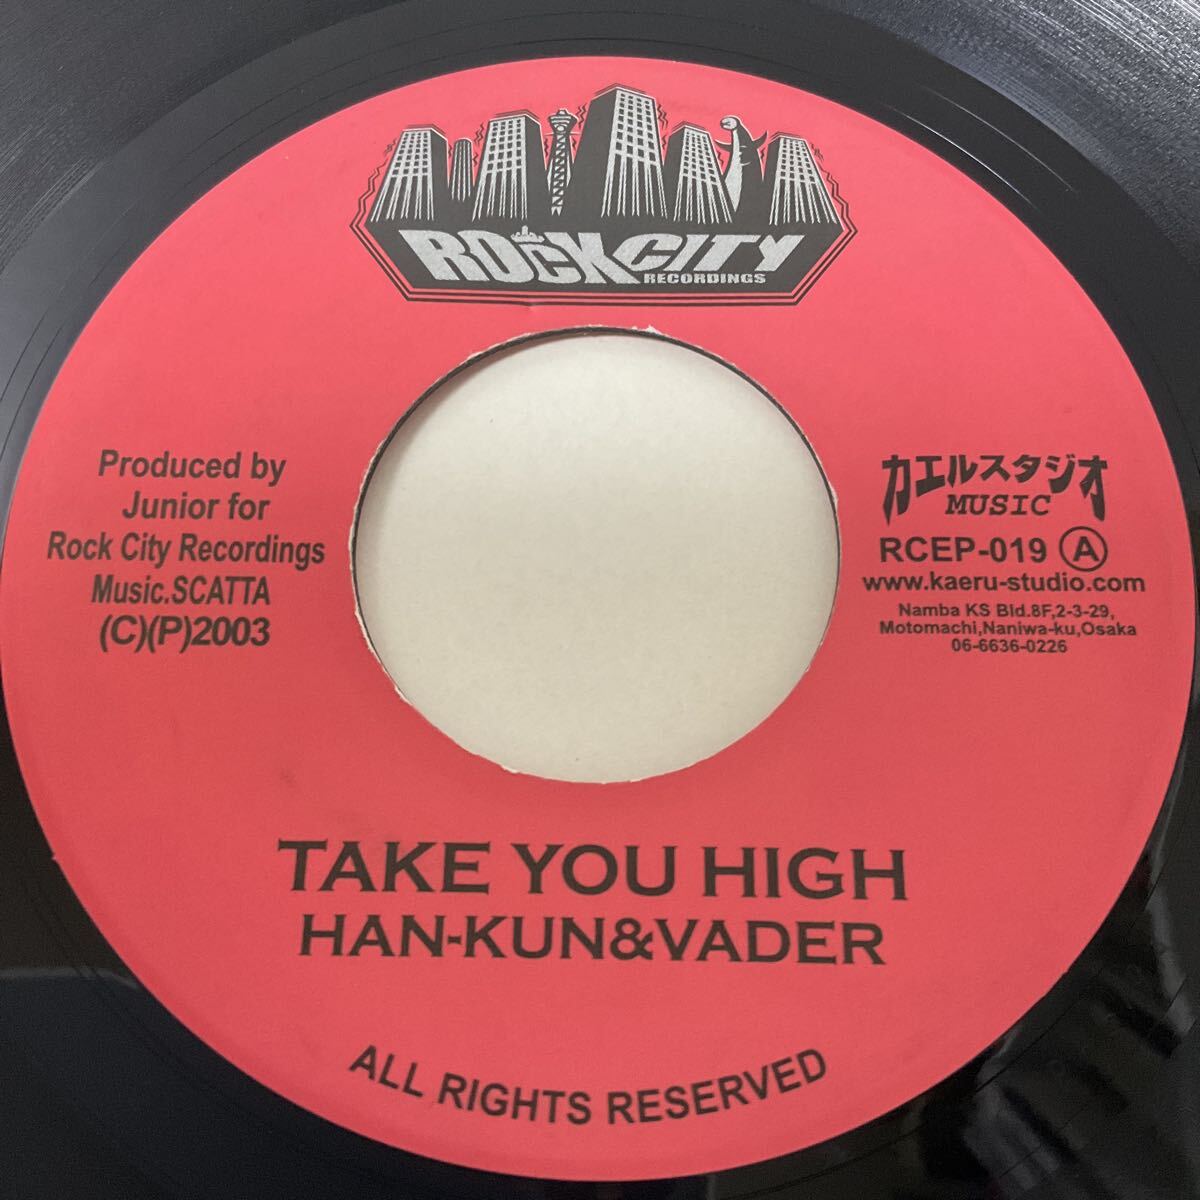 ROCK CITY
RECORDINGS
Produced by
Junior for
Rock City Recordings
Music.SCATTA
(C)(P)2003
カエルスタジオ
MUSIC
RCEP-019 Ⓐ
www.kaeru-studio.com
Namba KS Bld.8F,2-3-29,
Motomachi,Naniwa-ku,Osaka
06-6636-0226
TAKE YOU HIGH
HAN-KUN&VADER
ALL RIGHTS RESERVED